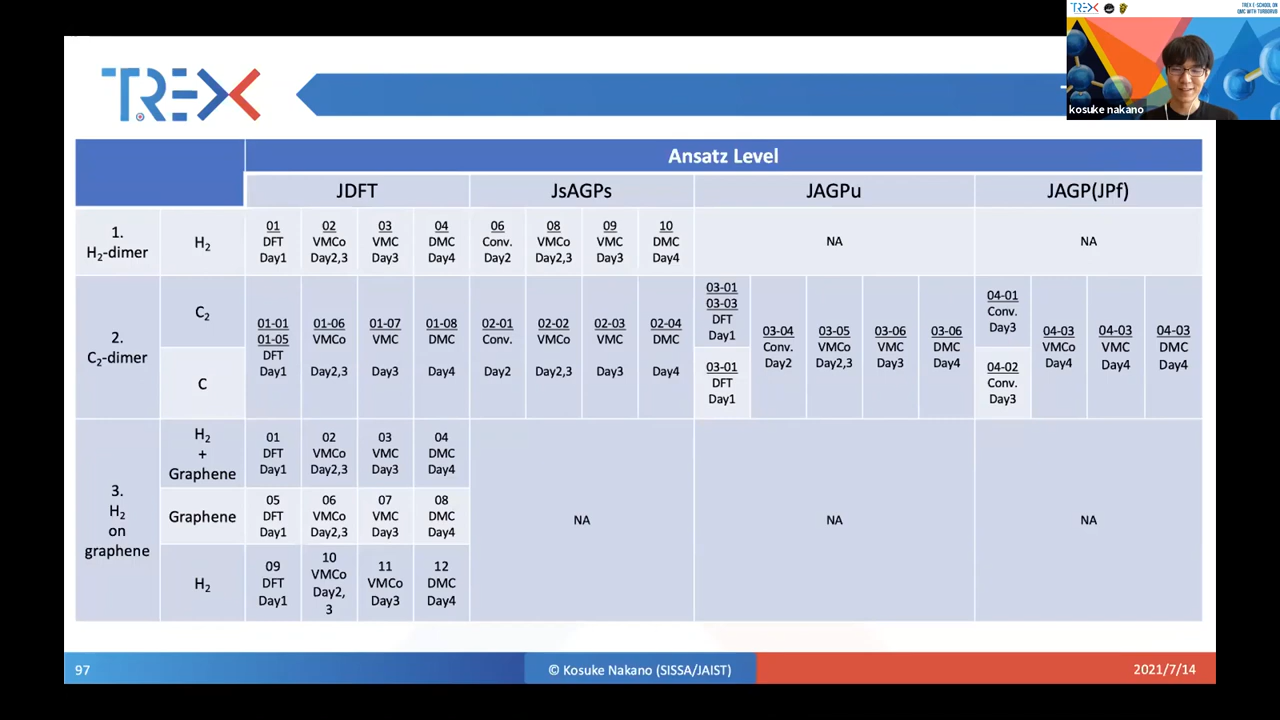 TREX
TREX E-SCHOOL ON
QMC WITH TURBORVB
kosuke nakano
TREX
Ansatz Level
JDFT
JsAGPs
JAGPu
JAGP(JPf)
1.
H₂-dimer
H₂
01
DFT
Day1
02
VMCo
Day2,3
03
VMC
Day3
04
DMC
Day4
06
Conv.
Day2
08
VMCo
Day2,3
09
VMC
Day3
10
DMC
Day4
NA
NA
2.
C₂-dimer
C₂
C
01-01
01-05
DFT
Day1
01-06
VMCo
Day2,3
01-07
VMC
Day3
01-08
DMC
Day4
02-01
Conv.
Day2
02-02
VMCo
Day2,3
02-03
VMC
Day3
02-04
DMC
Day4
03-01
03-03
DFT
Day1
03-01
DFT
Day1
03-04
Conv.
Day2
03-05
VMCo
Day2,3
03-06
VMC
Day3
03-06
DMC
Day4
04-01
Conv.
Day3
04-02
Conv.
Day3
04-03
VMCo
Day4
04-03
VMC
Day4
04-03
DMC
Day4
3.
H₂
on
graphene
H₂
+
Graphene
01
DFT
Day1
02
VMCo
Day2,3
03
VMC
Day3
04
DMC
Day4
Graphene
05
DFT
Day1
06
VMCo
Day2,3
07
VMC
Day3
08
DMC
Day4
H₂
09
DFT
Day1
10
VMCo
Day2,
3
11
VMCo
Day3
12
DMC
Day4
NA
NA
NA
97
© Kosuke Nakano (SISSA/JAIST)
2021/7/14